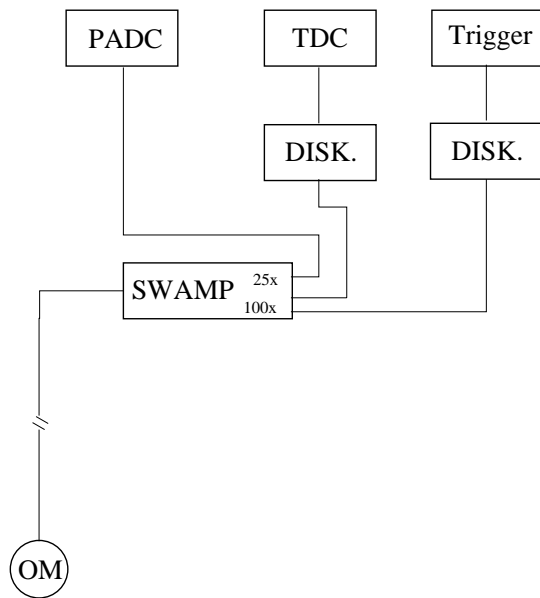 PADC
TDC
Trigger
DISK.
DISK.
SWAMP
25x
100x
OM